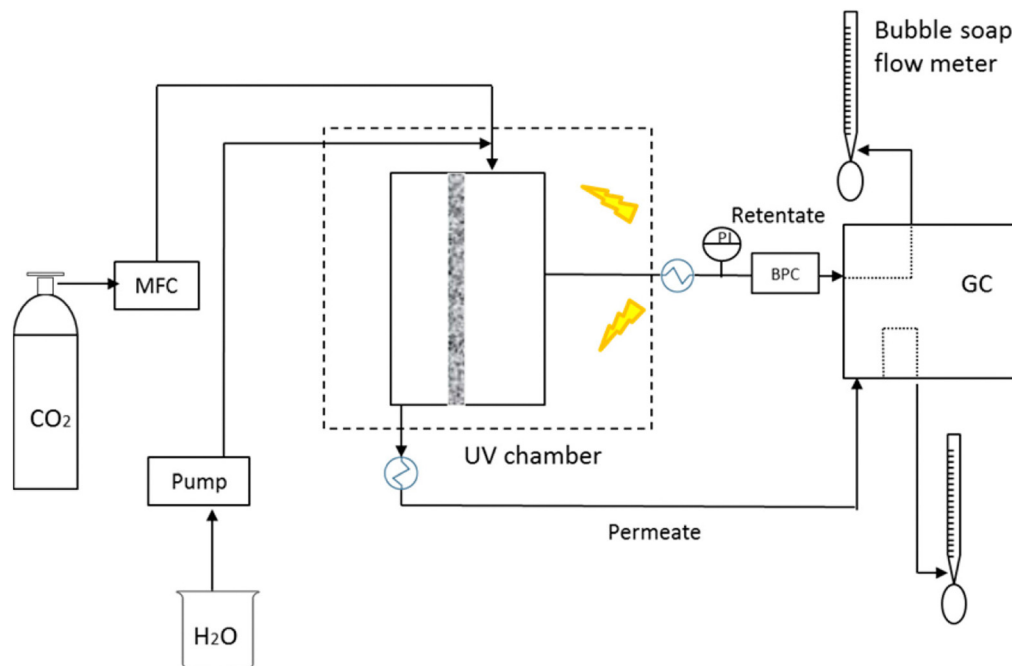 Bubble soap
flow meter
Retentate
PI
MFC
BPC
GC
CO₂
UV chamber
Pump
Permeate
H₂O